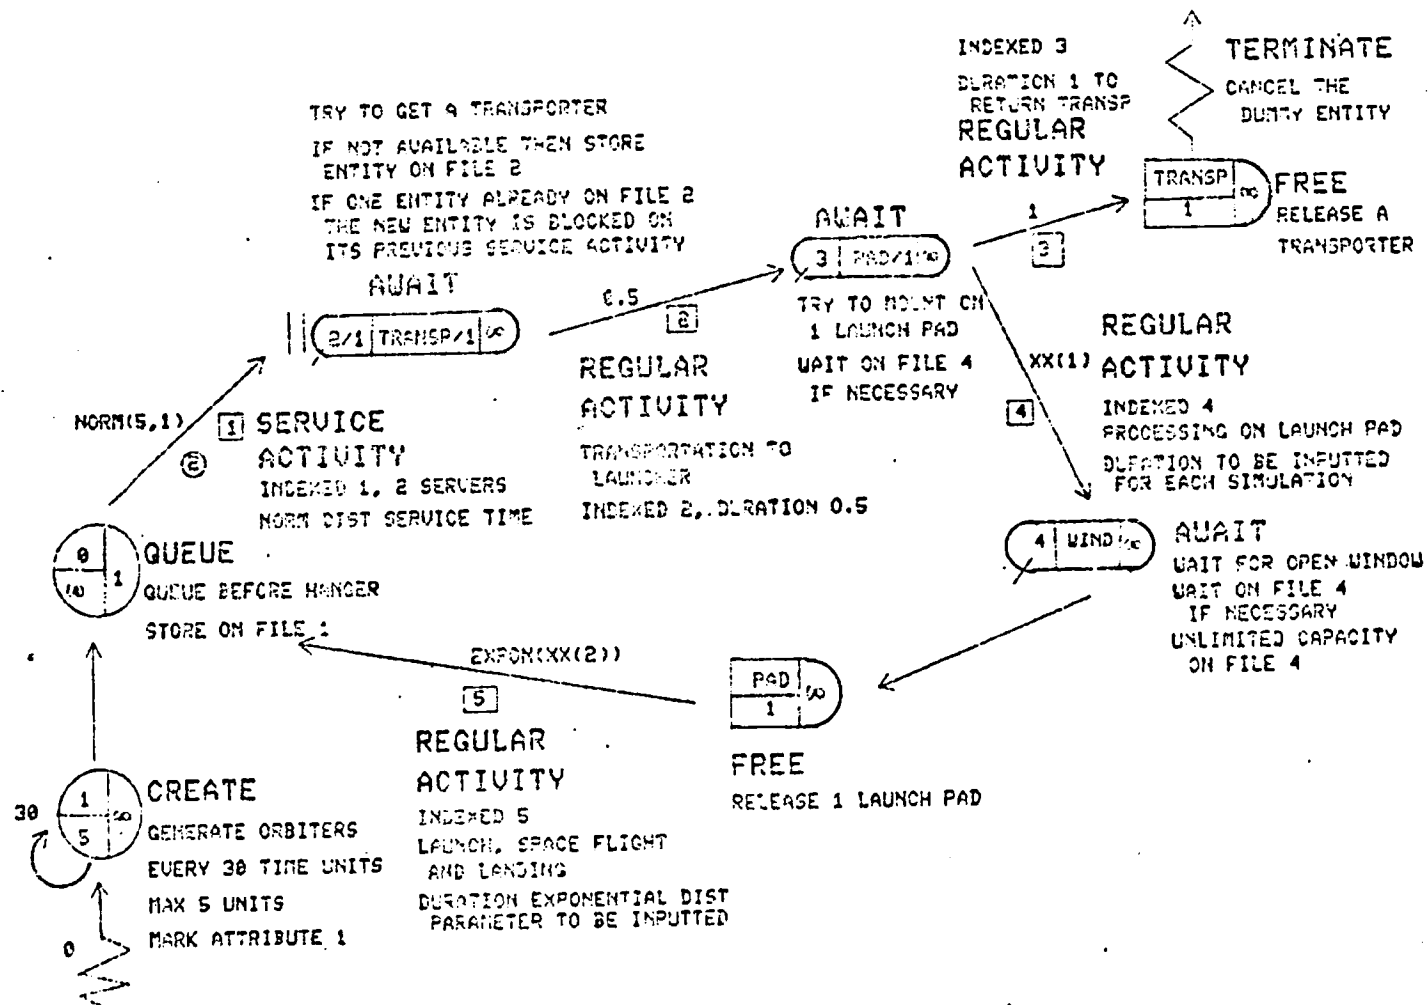 INDEXED 3
DURATION 1 TO
RETURN TRANSP
REGULAR
ACTIVITY
TERMINATE
CANCEL THE
DUMMY ENTITY
TRY TO GET A TRANSPORTER
IF NOT AVAILABLE THEN STORE
ENTITY ON FILE 2
IF ONE ENTITY ALREADY ON FILE 2
THE NEW ENTITY IS BLOCKED ON
ITS PREVIOUS SERVICE ACTIVITY
AWAIT
2/1 TRANSP/1 ∞
0.5
2
REGULAR
ACTIVITY
TRANSPORTATION TO
LAUNCHER
INDEXED 2, DURATION 0.5
AWAIT
3 PAD/1 ∞
TRY TO MOUNT ON
1 LAUNCH PAD
WAIT ON FILE 4
IF NECESSARY
1
3
TRANSP
1
∞
FREE
RELEASE A
TRANSPORTER
XX(1)
4
REGULAR
ACTIVITY
INDEXED 4
PROCESSING ON LAUNCH PAD
DURATION TO BE INPUTTED
FOR EACH SIMULATION
4 WIND ∞
AWAIT
WAIT FOR OPEN WINDOW
WAIT ON FILE 4
IF NECESSARY
UNLIMITED CAPACITY
ON FILE 4
NORM(5,1)
1
2
SERVICE
ACTIVITY
INDEXED 1, 2 SERVERS
NORM DIST SERVICE TIME
0
∞
1
QUEUE
QUEUE BEFORE HANGER
STORE ON FILE 1
EXPON(XX(2))
5
REGULAR
ACTIVITY
INDEXED 5
LAUNCH, SPACE FLIGHT
AND LANDING
DURATION EXPONENTIAL DIST
PARAMETER TO BE INPUTTED
PAD
1
∞
FREE
RELEASE 1 LAUNCH PAD
30
1
5
∞
CREATE
GENERATE ORBITERS
EVERY 30 TIME UNITS
MAX 5 UNITS
MARK ATTRIBUTE 1
0